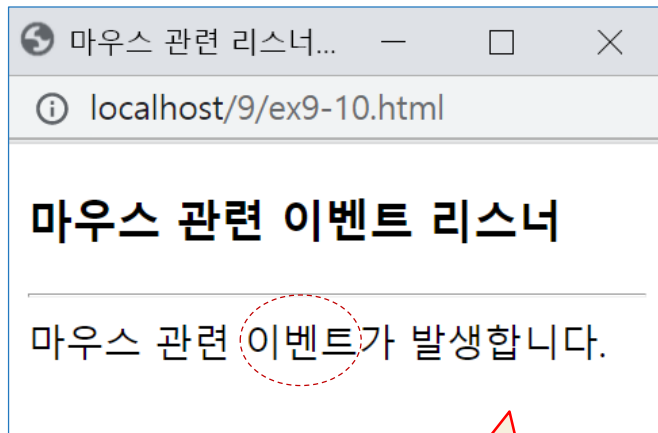 마우스 관련 리스너...
localhost/9/ex9-10.html
마우스 관련 이벤트 리스너
마우스 관련 이벤트가 발생합니다.